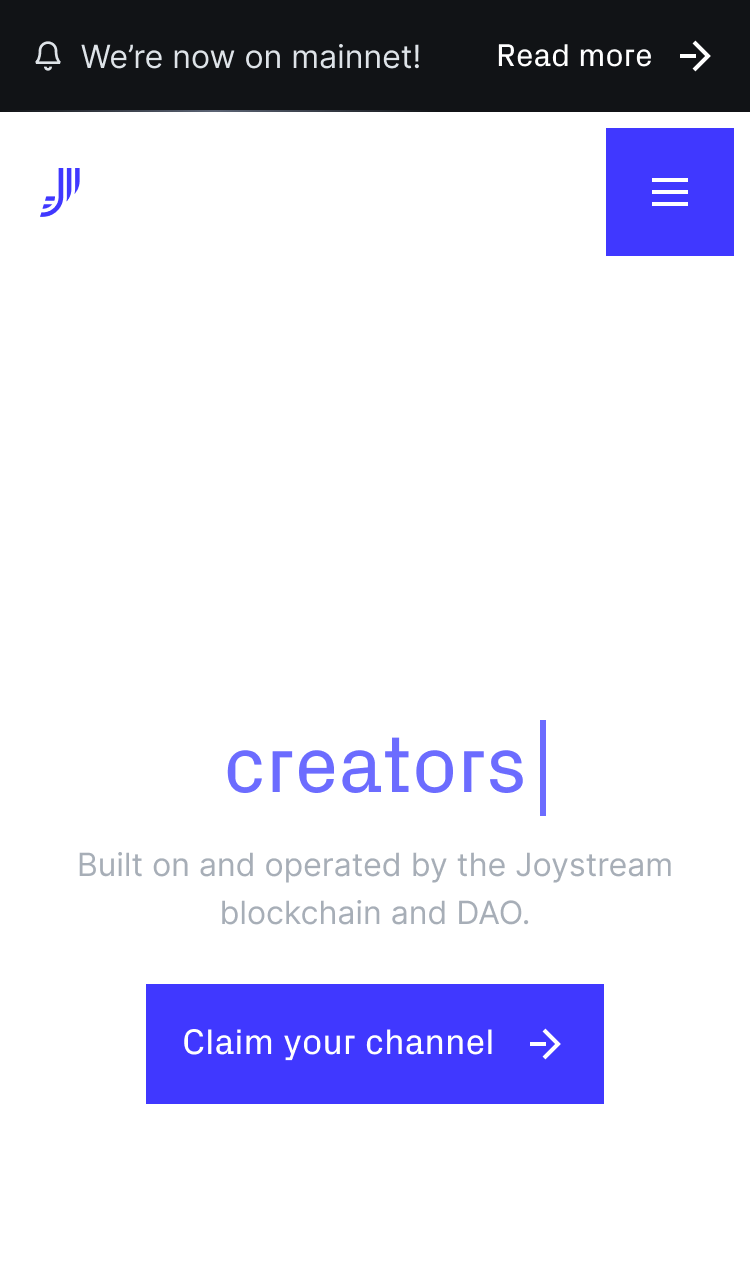 We’re now on mainnet! Read more
creators
Built on and operated by the Joystream
blockchain and DAO.
Claim your channel